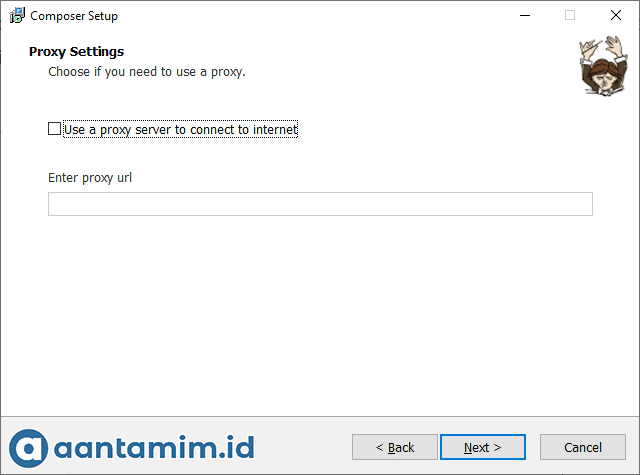 Composer Setup
Proxy Settings
Choose if you need to use a proxy.
Use a proxy server to connect to internet
Enter proxy url
a aantamim.id
< Back
Next >
Cancel